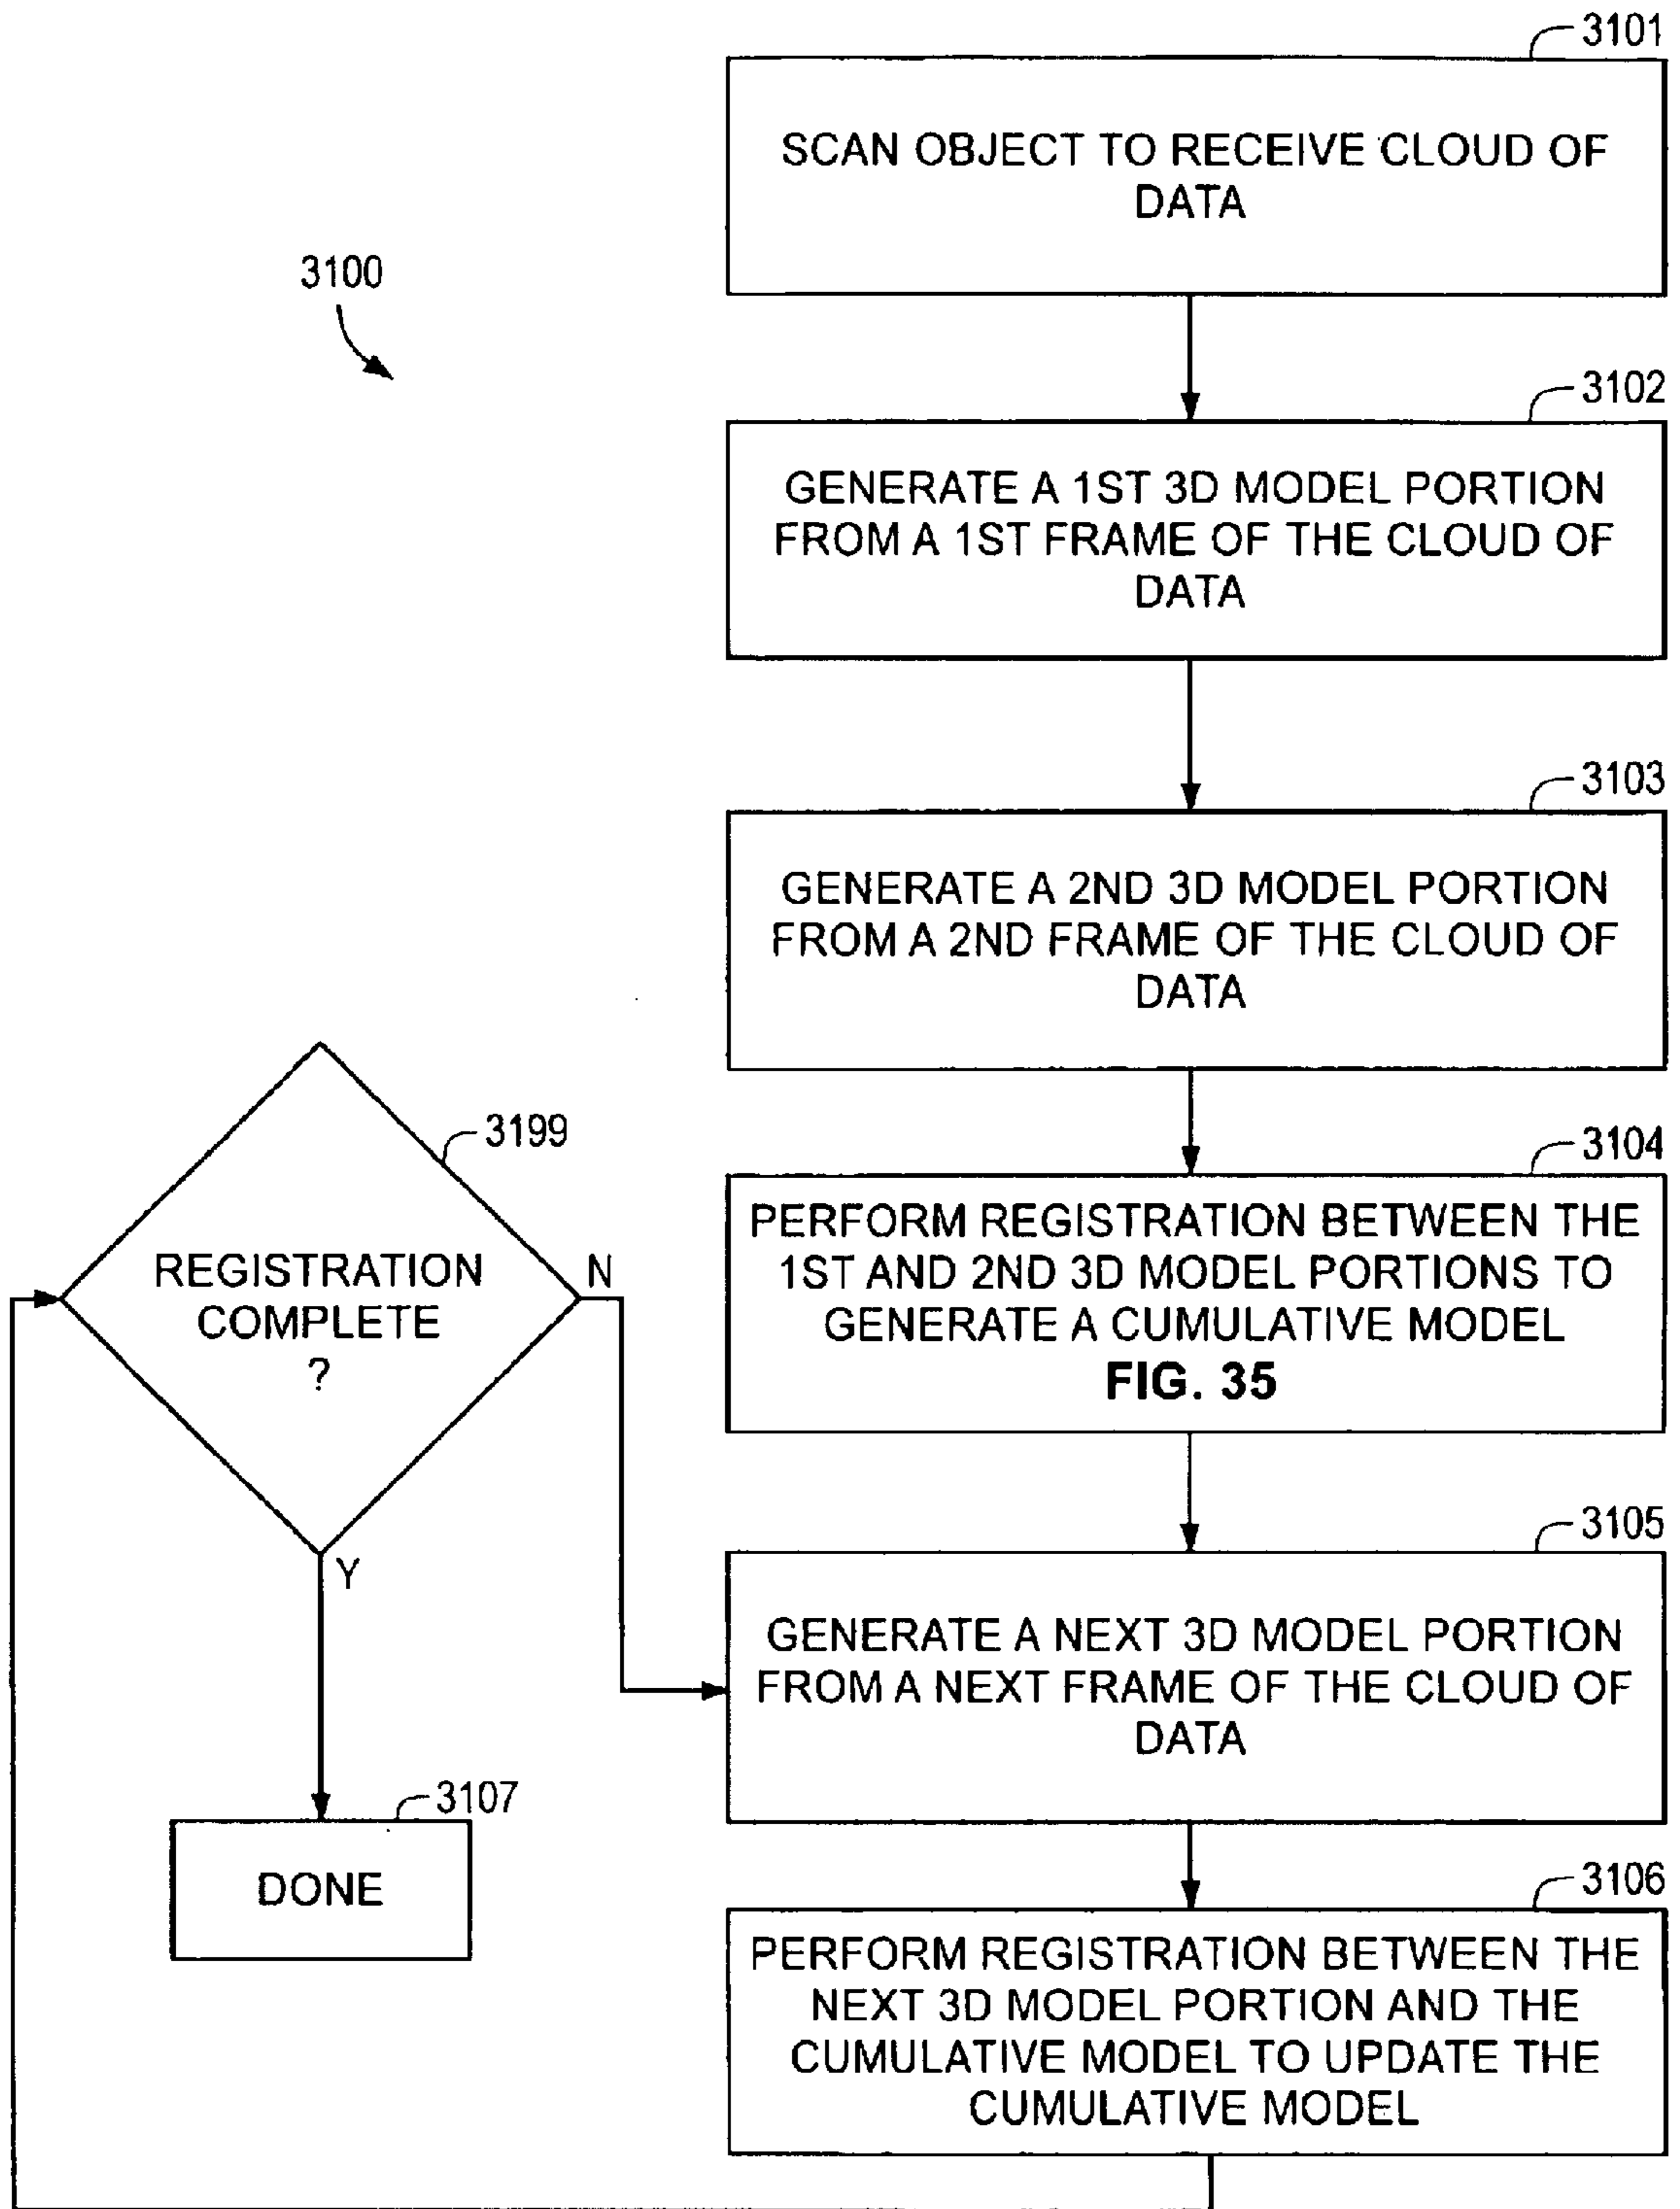 3101
SCAN OBJECT TO RECEIVE CLOUD OF
DATA
3100
3102
GENERATE A 1ST 3D MODEL PORTION
FROM A 1ST FRAME OF THE CLOUD OF
DATA
3103
GENERATE A 2ND 3D MODEL PORTION
FROM A 2ND FRAME OF THE CLOUD OF
DATA
3104
PERFORM REGISTRATION BETWEEN THE
1ST AND 2ND 3D MODEL PORTIONS TO
GENERATE A CUMULATIVE MODEL
FIG. 35
3105
GENERATE A NEXT 3D MODEL PORTION
FROM A NEXT FRAME OF THE CLOUD OF
DATA
3106
PERFORM REGISTRATION BETWEEN THE
NEXT 3D MODEL PORTION AND THE
CUMULATIVE MODEL TO UPDATE THE
CUMULATIVE MODEL
3199
REGISTRATION
COMPLETE
?
N
Y
3107
DONE